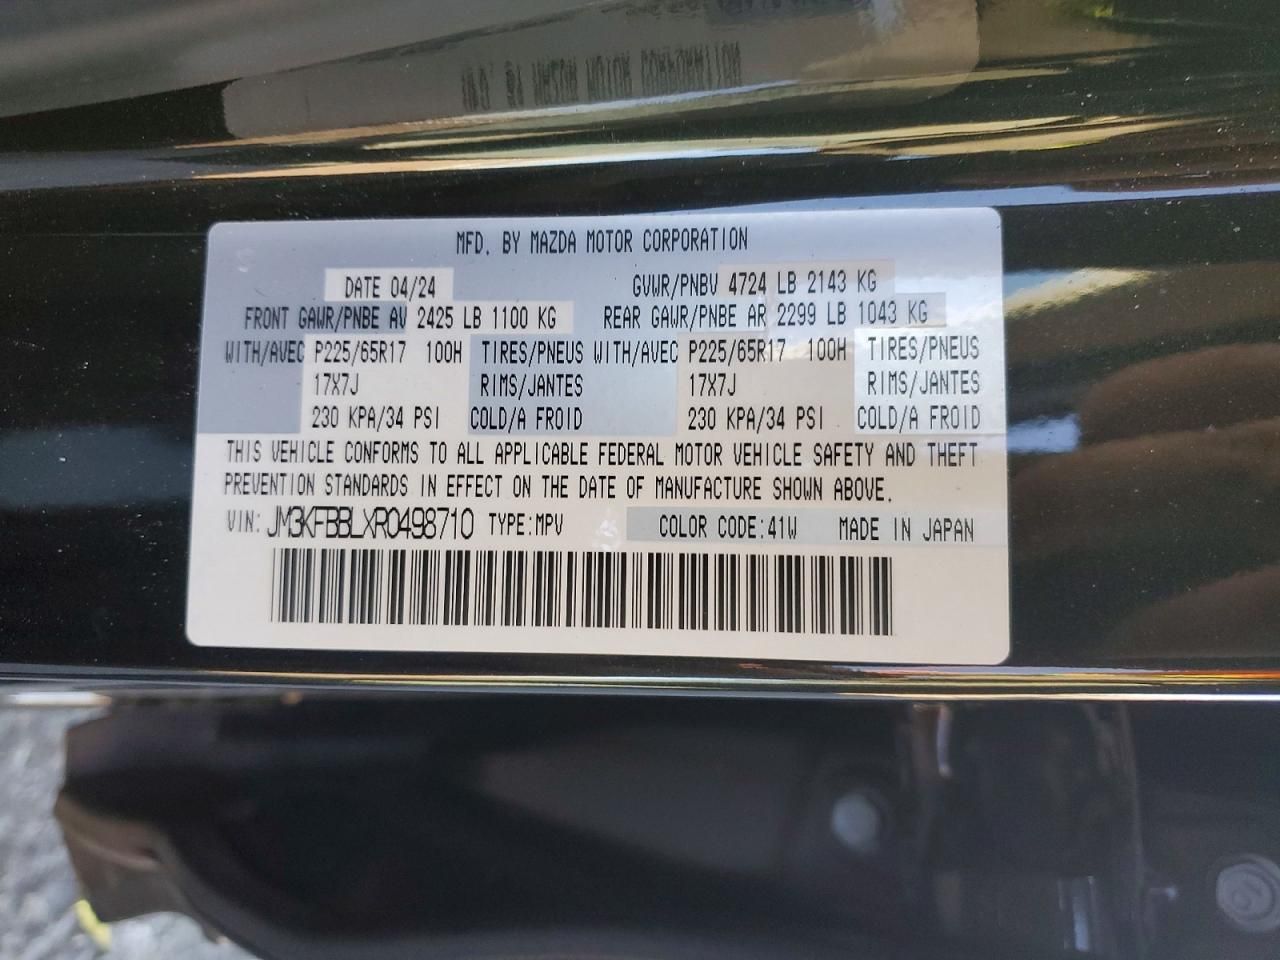 MFD. BY MAZDA MOTOR CORPORATION
DATE 04/24 GVWR/PNBV 4724 LB 2143 KG
FRONT GAWR/PNBE AV 2425 LB 1100 KG REAR GAWR/PNBE AR 2299 LB 1043 KG
WITH/AVEC P225/65R17 100H TIRES/PNEUS WITH/AVEC P225/65R17 100H TIRES/PNEUS
17X7J RIMS/JANTES 17X7J RIMS/JANTES
230 KPA/34 PSI COLD/A FROID 230 KPA/34 PSI COLD/A FROID
THIS VEHICLE CONFORMS TO ALL APPLICABLE FEDERAL MOTOR VEHICLE SAFETY AND THEFT
PREVENTION STANDARDS IN EFFECT ON THE DATE OF MANUFACTURE SHOWN ABOVE.
VIN: JM3KFBBLXR0498710 TYPE:MPV COLOR CODE:41W MADE IN JAPAN